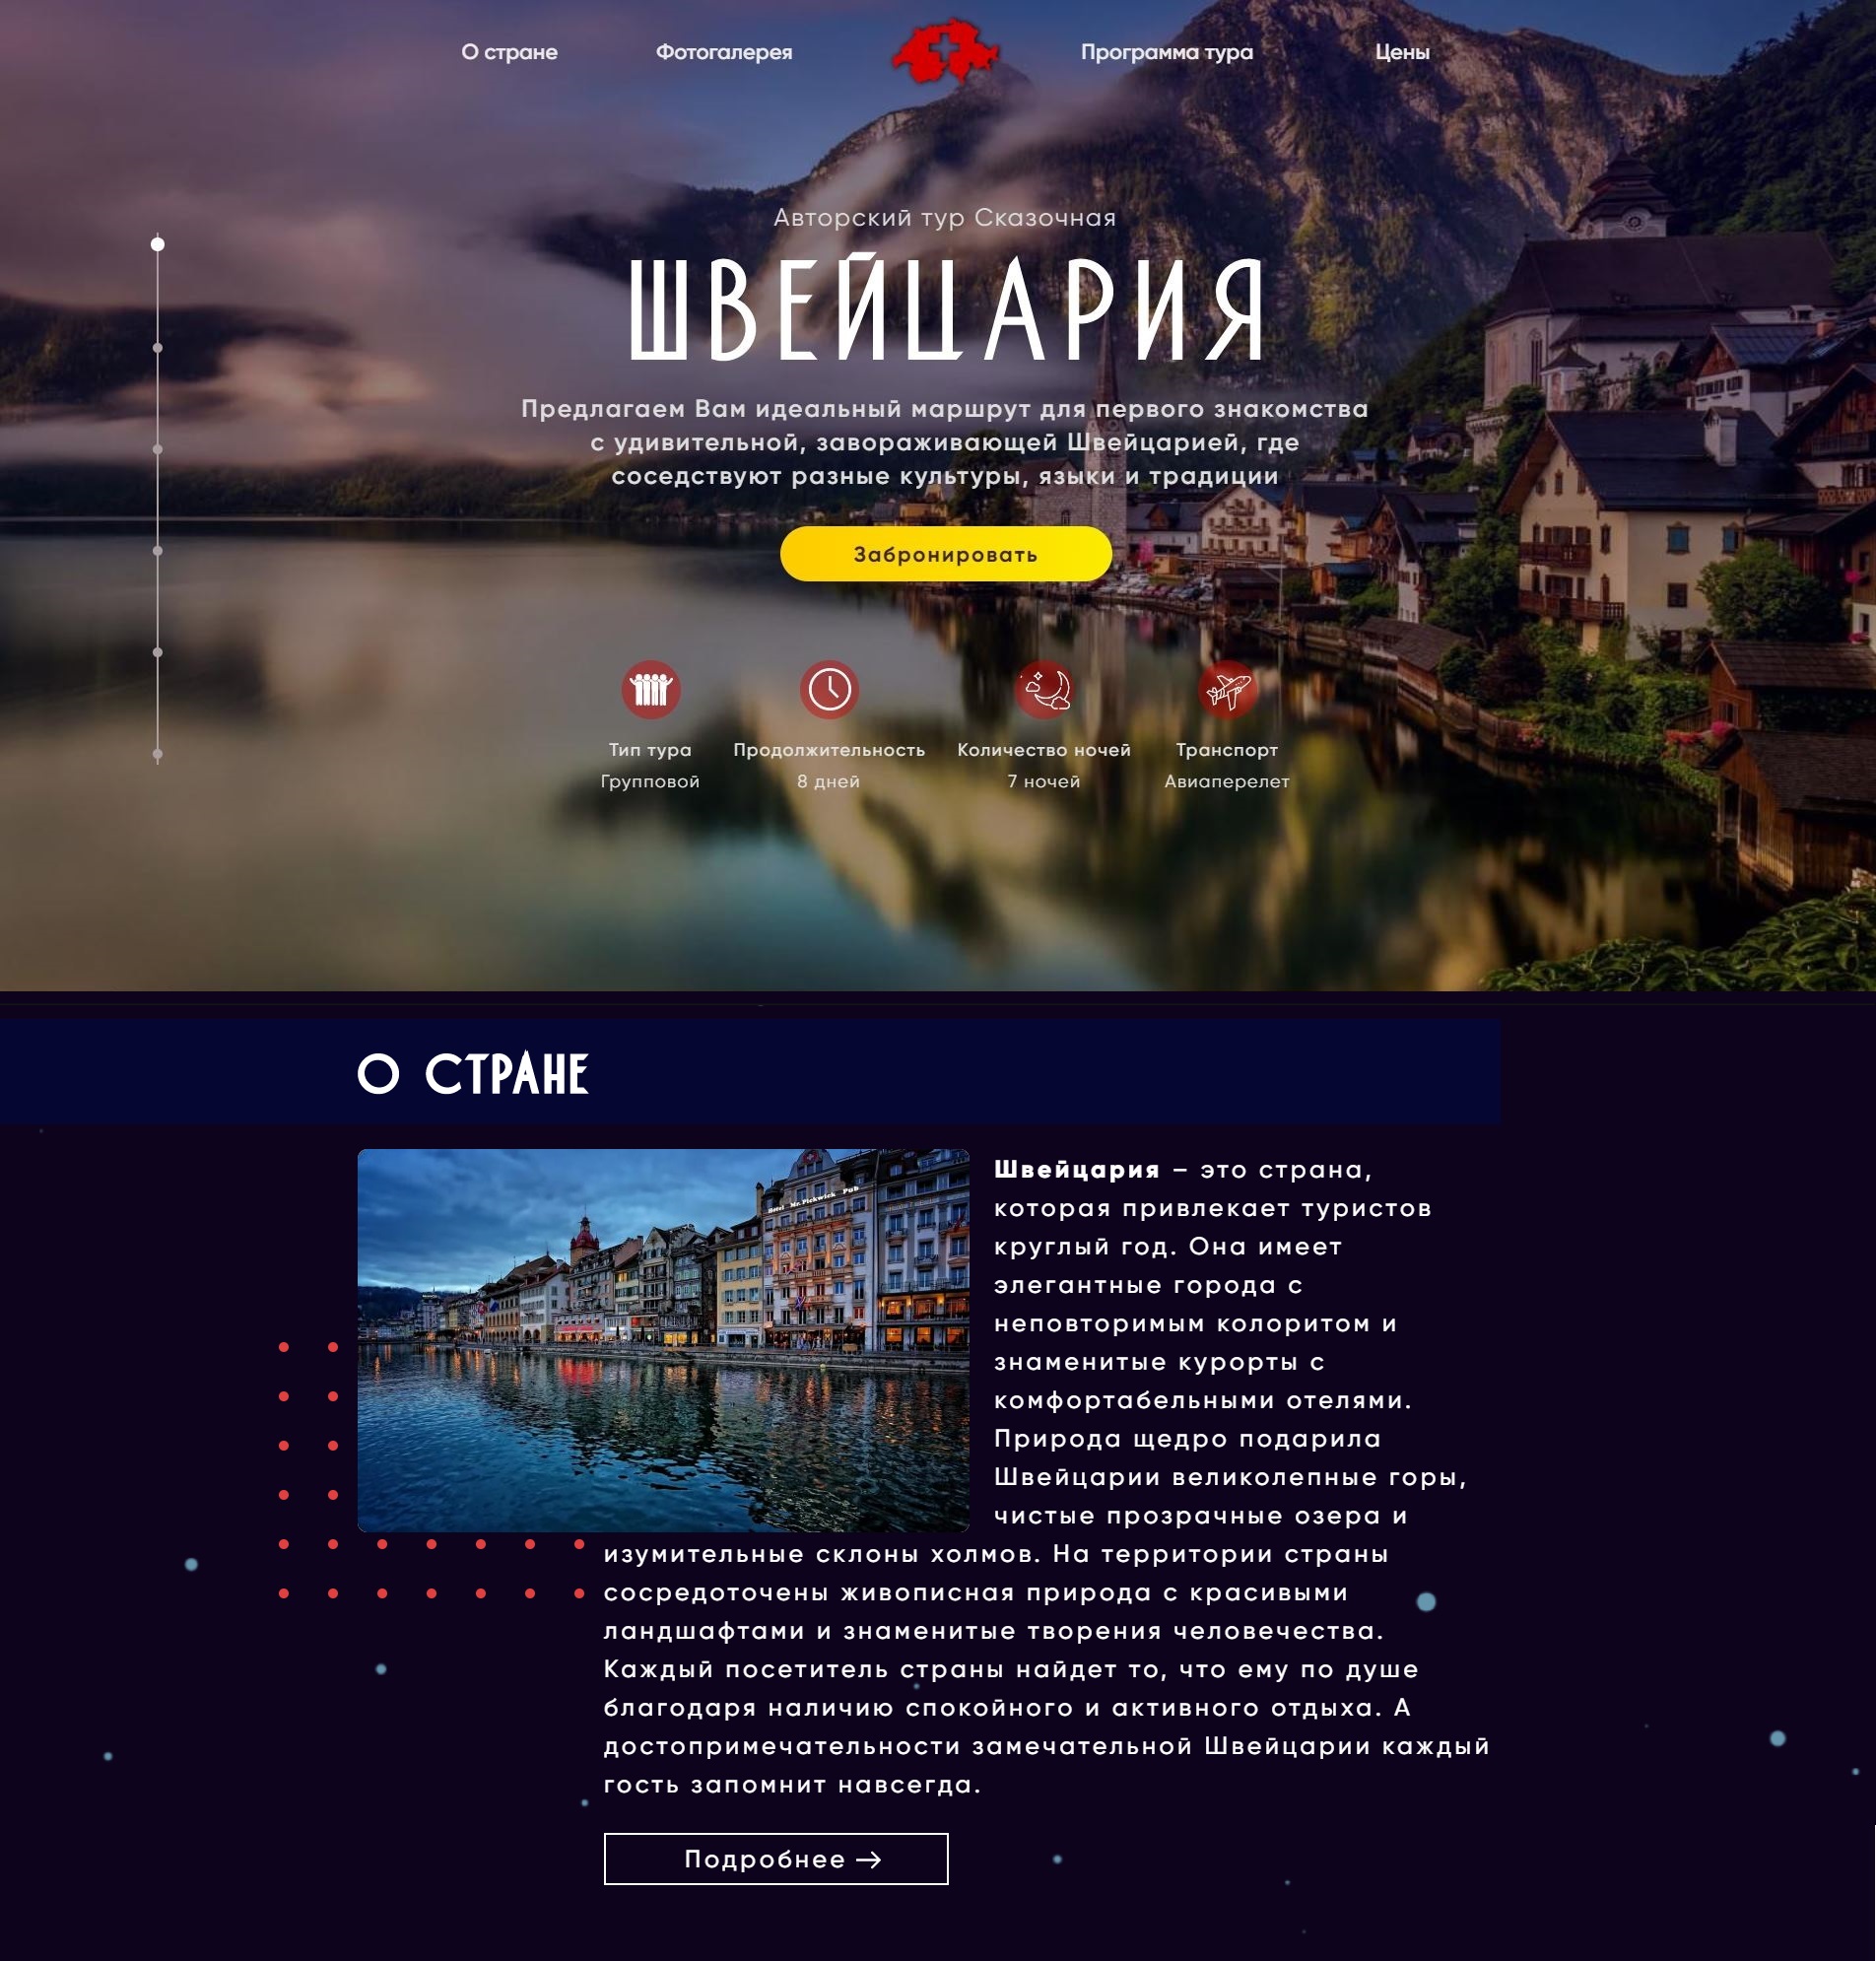 О стране
Фотогалерея
Программа тура
Цены
Авторский тур Сказочная
ШВЕЙЦАРИЯ
Предлагаем Вам идеальный маршрут для первого знакомства
с удивительной, завораживающей Швейцарией, где
соседствуют разные культуры, языки и традиции
Забронировать
Тип тура
Групповой
Продолжительность
8 дней
Количество ночей
7 ночей
Транспорт
Авиаперелет
О СТРАНЕ
Hotel Mr. Pickwick Pub
Швейцария – это страна,
которая привлекает туристов
круглый год. Она имеет
элегантные города с
неповторимым колоритом и
знаменитые курорты с
комфортабельными отелями.
Природа щедро подарила
Швейцарии великолепные горы,
чистые прозрачные озера и
изумительные склоны холмов. На территории страны
сосредоточены живописная природа с красивыми
ландшафтами и знаменитые творения человечества.
Каждый посетитель страны найдет то, что ему по душе
благодаря наличию спокойного и активного отдыха. А
достопримечательности замечательной Швейцарии каждый
гость запомнит навсегда.
Подробнее →